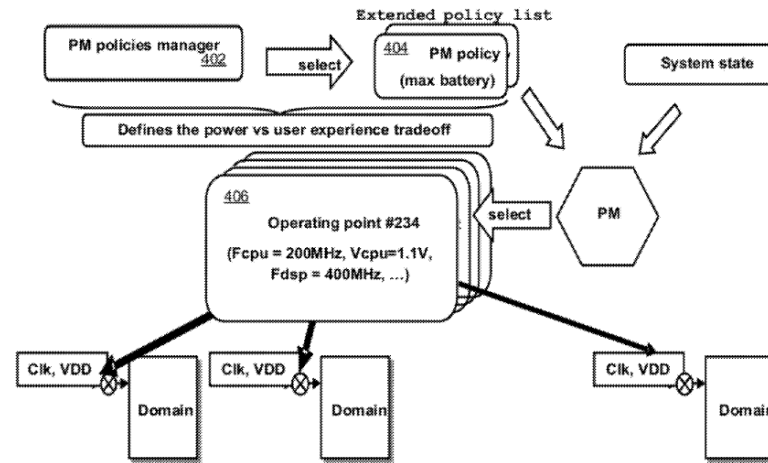 Extended policy list
PM policies manager
402
select
404
PM policy
(max battery)
System state
Defines the power vs user experience tradeoff
406
Operating point #234
(Fcpu = 200MHz, Vcpu=1.1V,
Fdsp = 400MHz, ...)
select
PM
Clk, VDD
Domain
Clk, VDD
Domain
Clk, VDD
Domain